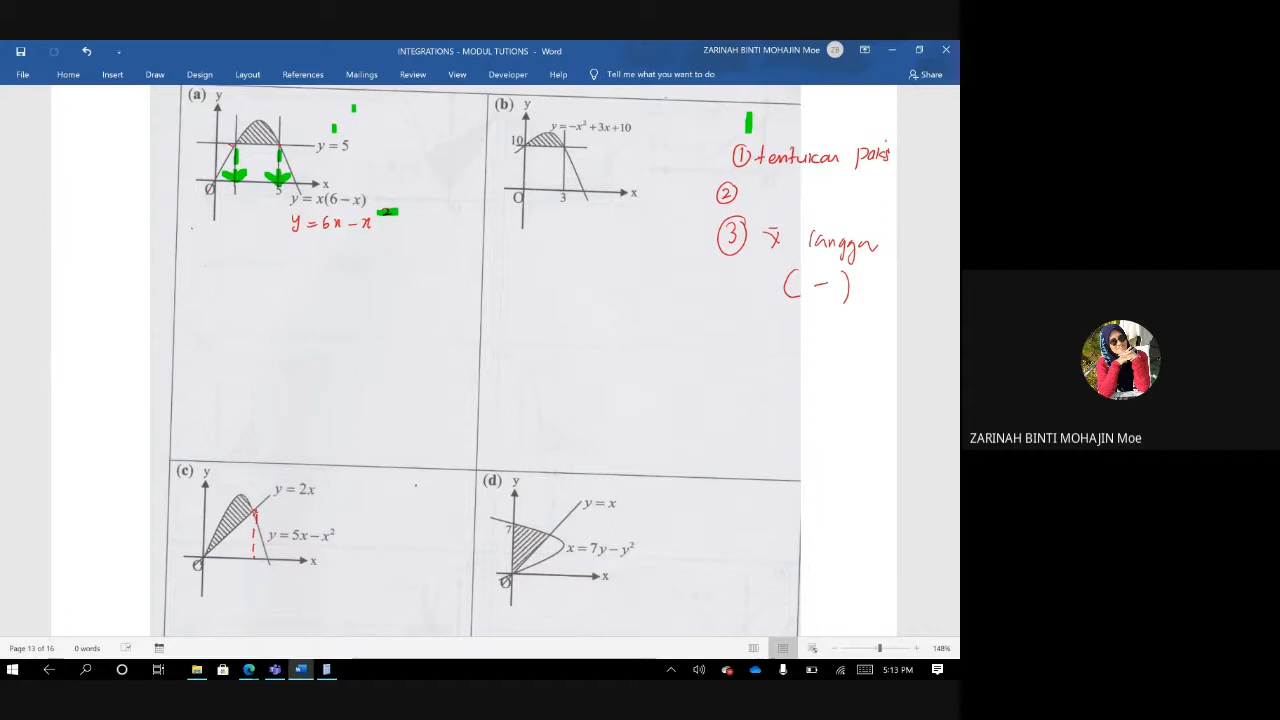 INTEGRATIONS - MODUL TUTIONS - Word
ZARINAH BINTI MOHAJIN Moe
ZB
File Home Insert Draw Design Layout References Mailings Review View Developer Help Tell me what you want to do Share
(a)
y
y = 5
O
1
5
x
y = x(6 − x)
y = 6x − x²
(b)
y
y = −x² + 3x + 10
10
O
3
x
① tentukan paksi
②
③ x̄ langgar
( − )
(c)
y
y = 2x
y = 5x − x²
O
x
(d)
y
y = x
7
x = 7y − y²
O
x
ZARINAH BINTI MOHAJIN Moe
Page 13 of 16 0 words
148%
5:13 PM